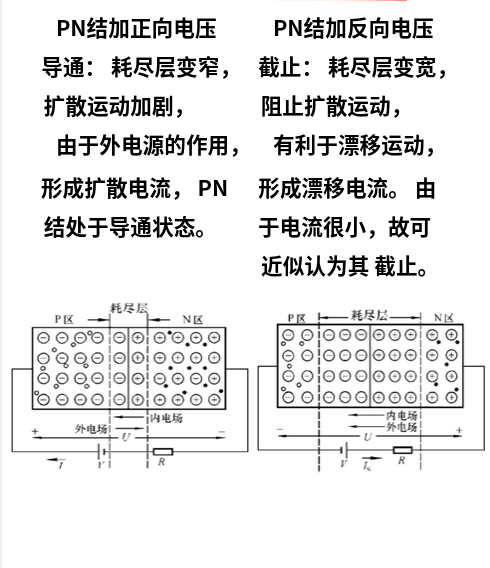 PN结加正向电压
导通： 耗尽层变窄，
扩散运动加剧，
由于外电源的作用，
形成扩散电流， PN
结处于导通状态。
PN结加反向电压
截止： 耗尽层变宽，
阻止扩散运动，
有利于漂移运动，
形成漂移电流。 由
于电流很小，故可
近似认为其 截止。
耗尽层
P区
N区
内电场
外电场
+ U −
I V R
耗尽层
P区
N区
内电场
外电场
− U +
V Is R